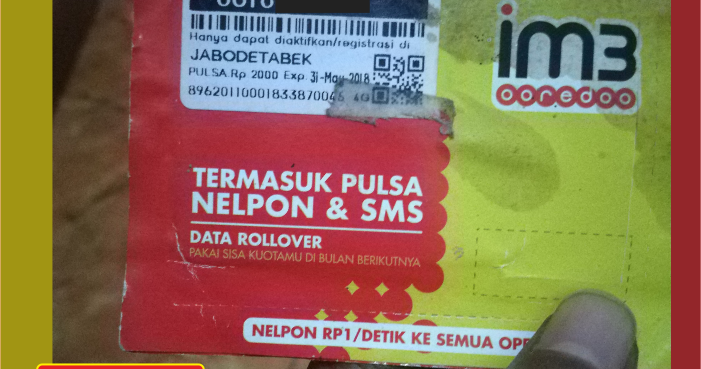 Hanya dapat diaktifkan/registrasi di
JABODETABEK
PULSA.Rp 2000 Exp. 31-May-2018
4G
im3
ooredoo
TERMASUK PULSA
NELPON & SMS
DATA ROLLOVER
PAKAI SISA KUOTAMU DI BULAN BERIKUTNYA
NELPON RP1/DETIK KE SEMUA